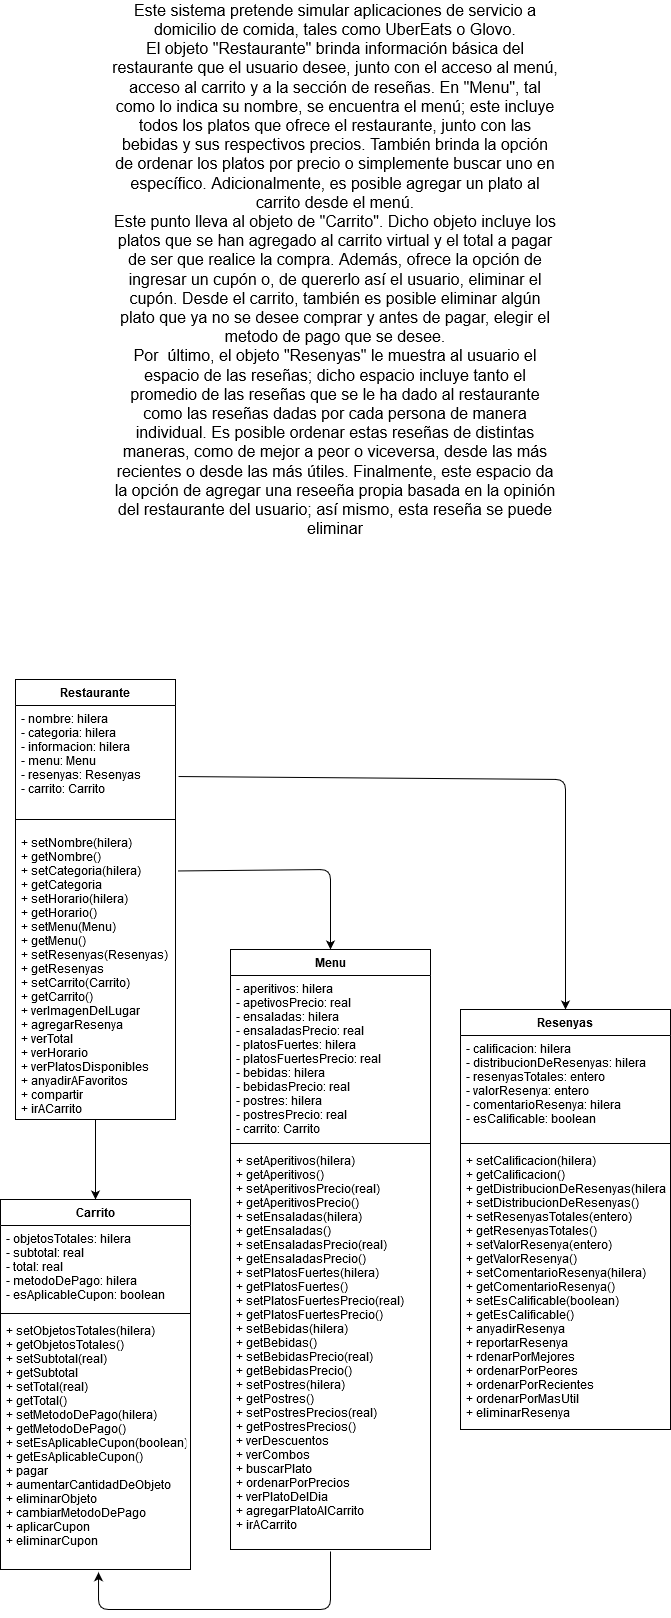 Este sistema pretende simular aplicaciones de servicio a
domicilio de comida, tales como UberEats o Glovo.
El objeto "Restaurante" brinda información básica del
restaurante que el usuario desee, junto con el acceso al menú,
acceso al carrito y a la sección de reseñas. En "Menu", tal
como lo indica su nombre, se encuentra el menú; este incluye
todos los platos que ofrece el restaurante, junto con las
bebidas y sus respectivos precios. También brinda la opción
de ordenar los platos por precio o simplemente buscar uno en
específico. Adicionalmente, es posible agregar un plato al
carrito desde el menú.
Este punto lleva al objeto de "Carrito". Dicho objeto incluye los
platos que se han agregado al carrito virtual y el total a pagar
de ser que realice la compra. Además, ofrece la opción de
ingresar un cupón o, de quererlo así el usuario, eliminar el
cupón. Desde el carrito, también es posible eliminar algún
plato que ya no se desee comprar y antes de pagar, elegir el
metodo de pago que se desee.
Por último, el objeto "Resenyas" le muestra al usuario el
espacio de las reseñas; dicho espacio incluye tanto el
promedio de las reseñas que se le ha dado al restaurante
como las reseñas dadas por cada persona de manera
individual. Es posible ordenar estas reseñas de distintas
maneras, como de mejor a peor o viceversa, desde las más
recientes o desde las más útiles. Finalmente, este espacio da
la opción de agregar una reseeña propia basada en la opinión
del restaurante del usuario; así mismo, esta reseña se puede
eliminar
Restaurante
- nombre: hilera
- categoria: hilera
- informacion: hilera
- menu: Menu
- resenyas: Resenyas
- carrito: Carrito
+ setNombre(hilera)
+ getNombre()
+ setCategoria(hilera)
+ getCategoria
+ setHorario(hilera)
+ getHorario()
+ setMenu(Menu)
+ getMenu()
+ setResenyas(Resenyas)
+ getResenyas
+ setCarrito(Carrito)
+ getCarrito()
+ verImagenDelLugar
+ agregarResenya
+ verTotal
+ verHorario
+ verPlatosDisponibles
+ anyadirAFavoritos
+ compartir
+ irACarrito
Menu
- aperitivos: hilera
- apetivosPrecio: real
- ensaladas: hilera
- ensaladasPrecio: real
- platosFuertes: hilera
- platosFuertesPrecio: real
- bebidas: hilera
- bebidasPrecio: real
- postres: hilera
- postresPrecio: real
- carrito: Carrito
+ setAperitivos(hilera)
+ getAperitivos()
+ setAperitivosPrecio(real)
+ getAperitivosPrecio()
+ setEnsaladas(hilera)
+ getEnsaladas()
+ setEnsaladasPrecio(real)
+ getEnsaladasPrecio()
+ setPlatosFuertes(hilera)
+ getPlatosFuertes()
+ setPlatosFuertesPrecio(real)
+ getPlatosFuertesPrecio()
+ setBebidas(hilera)
+ getBebidas()
+ setBebidasPrecio(real)
+ getBebidasPrecio()
+ setPostres(hilera)
+ getPostres()
+ setPostresPrecios(real)
+ getPostresPrecios()
+ verDescuentos
+ verCombos
+ buscarPlato
+ ordenarPorPrecios
+ verPlatoDelDia
+ agregarPlatoAlCarrito
+ irACarrito
Resenyas
- calificacion: hilera
- distribucionDeResenyas: hilera
- resenyasTotales: entero
- valorResenya: entero
- comentarioResenya: hilera
- esCalificable: boolean
+ setCalificacion(hilera)
+ getCalificacion()
+ getDistribucionDeResenyas(hilera
+ setDistribucionDeResenyas()
+ setResenyasTotales(entero)
+ getResenyasTotales()
+ setValorResenya(entero)
+ getValorResenya()
+ setComentarioResenya(hilera)
+ getComentarioResenya()
+ setEsCalificable(boolean)
+ getEsCalificable()
+ anyadirResenya
+ reportarResenya
+ rdenarPorMejores
+ ordenarPorPeores
+ ordenarPorRecientes
+ ordenarPorMasUtil
+ eliminarResenya
Carrito
- objetosTotales: hilera
- subtotal: real
- total: real
- metodoDePago: hilera
- esAplicableCupon: boolean
+ setObjetosTotales(hilera)
+ getObjetosTotales()
+ setSubtotal(real)
+ getSubtotal
+ setTotal(real)
+ getTotal()
+ setMetodoDePago(hilera)
+ getMetodoDePago()
+ setEsAplicableCupon(boolean)
+ getEsAplicableCupon()
+ pagar
+ aumentarCantidadDeObjeto
+ eliminarObjeto
+ cambiarMetodoDePago
+ aplicarCupon
+ eliminarCupon